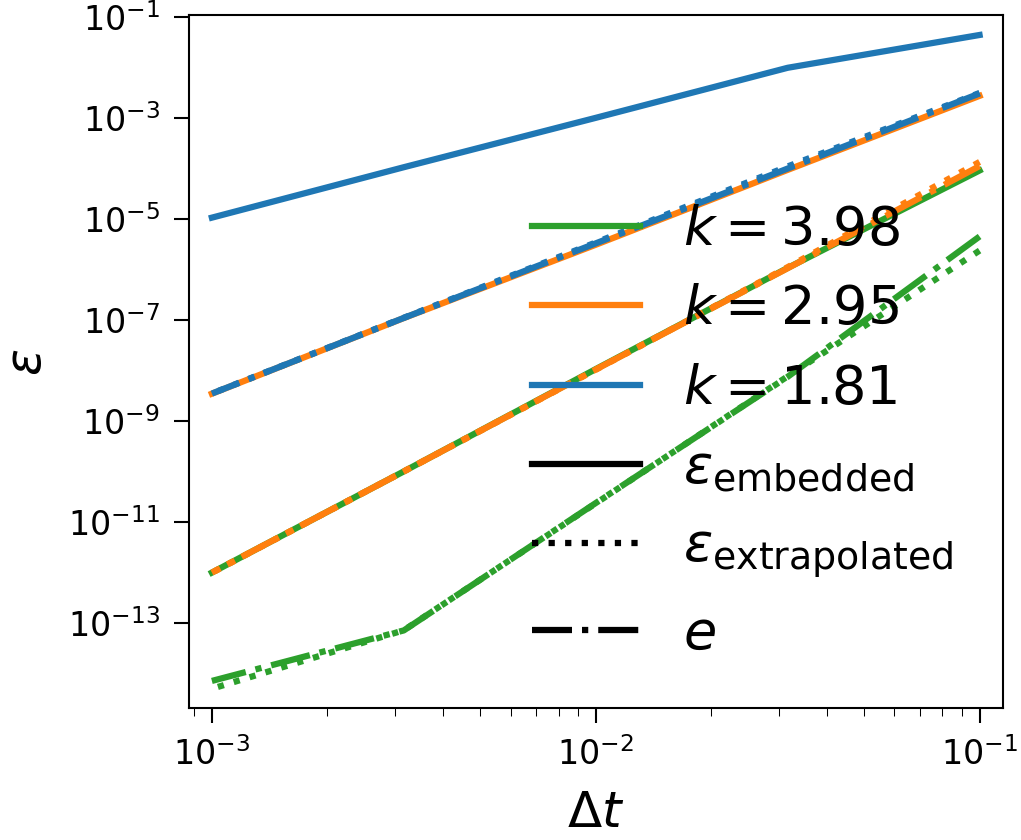 10⁻¹
10⁻³
10⁻⁵
10⁻⁷
10⁻⁹
10⁻¹¹
10⁻¹³
ε
k = 3.98
k = 2.95
k = 1.81
ε_embedded
ε_extrapolated
e
10⁻³ 10⁻² 10⁻¹
Δt